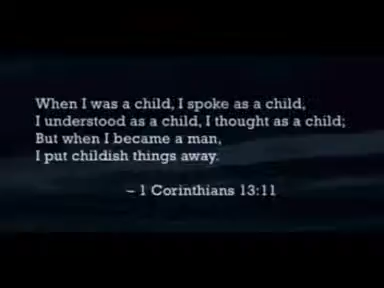 When I was a child, I spoke as a child,
I understood as a child, I thought as a child;
But when I became a man,
I put childish things away.
– 1 Corinthians 13:11